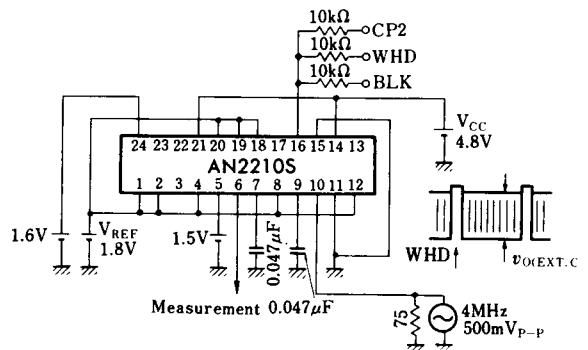 10kΩ
CP2
10kΩ
WHD
10kΩ
BLK
24 23 22 21 20 19 18 17 16 15 14 13
AN2210S
1 2 3 4 5 6 7 8 9 10 11 12
VCC
4.8V
1.6V
VREF
1.8V
1.5V
0.047μF
WHD
vO(EXT.C
Measurement 0.047μF
75
4MHz
500mVP-P